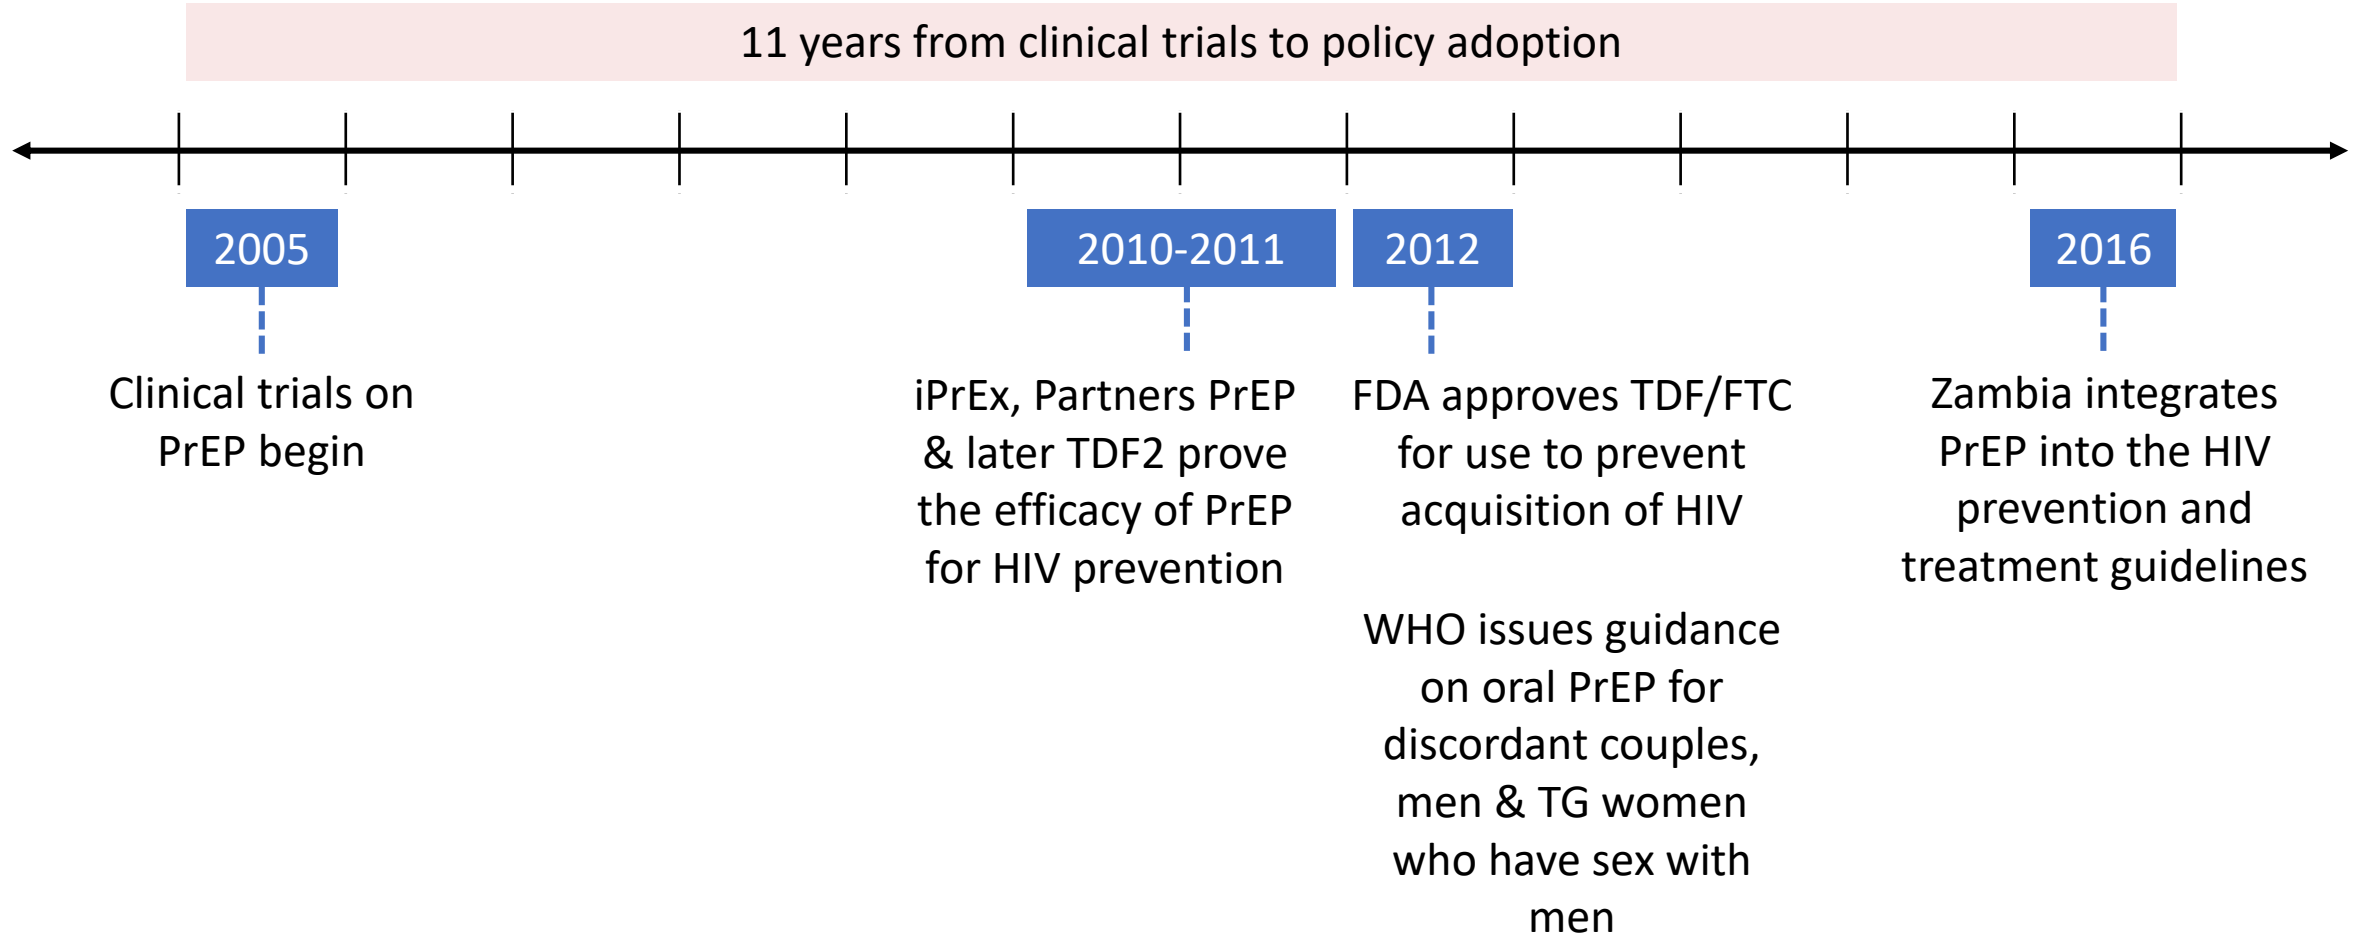 11 years from clinical trials to policy adoption
2005
2010-2011
2012
2016
Clinical trials on
PrEP begin
iPrEx, Partners PrEP
& later TDF2 prove
the efficacy of PrEP
for HIV prevention
FDA approves TDF/FTC
for use to prevent
acquisition of HIV
WHO issues guidance
on oral PrEP for
discordant couples,
men & TG women
who have sex with
men
Zambia integrates
PrEP into the HIV
prevention and
treatment guidelines